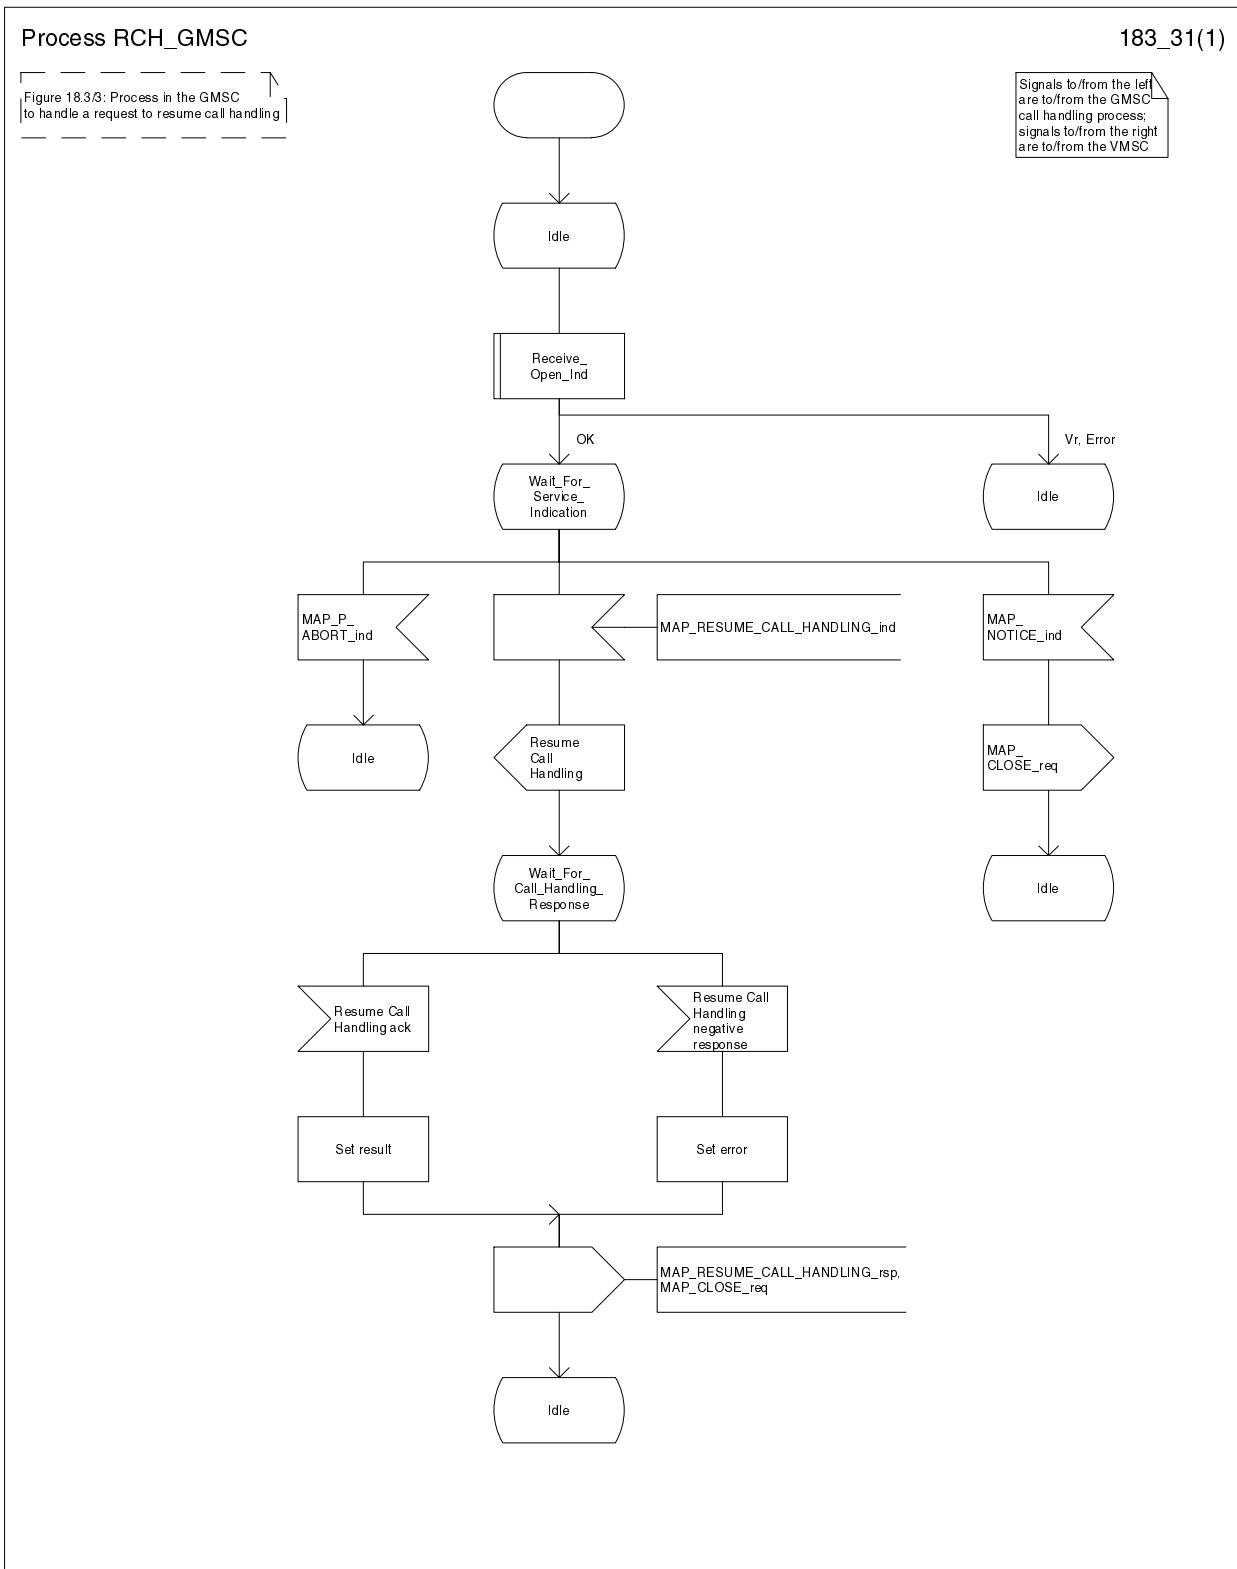 Process RCH_GMSC
183_31(1)
Figure 18.3/3: Process in the GMSC
to handle a request to resume call handling
Signals to/from the left
are to/from the GMSC
call handling process;
signals to/from the right
are to/from the VMSC
Idle
Receive_
Open_Ind
OK
Vr, Error
Wait_For_
Service_
Indication
Idle
MAP_P_
ABORT_ind
MAP_RESUME_CALL_HANDLING_ind
MAP_
NOTICE_ind
Idle
Resume
Call
Handling
MAP_
CLOSE_req
Wait_For_
Call_Handling_
Response
Idle
Resume Call
Handling ack
Resume Call
Handling
negative
response
Set result
Set error
MAP_RESUME_CALL_HANDLING_rsp,
MAP_CLOSE_req
Idle